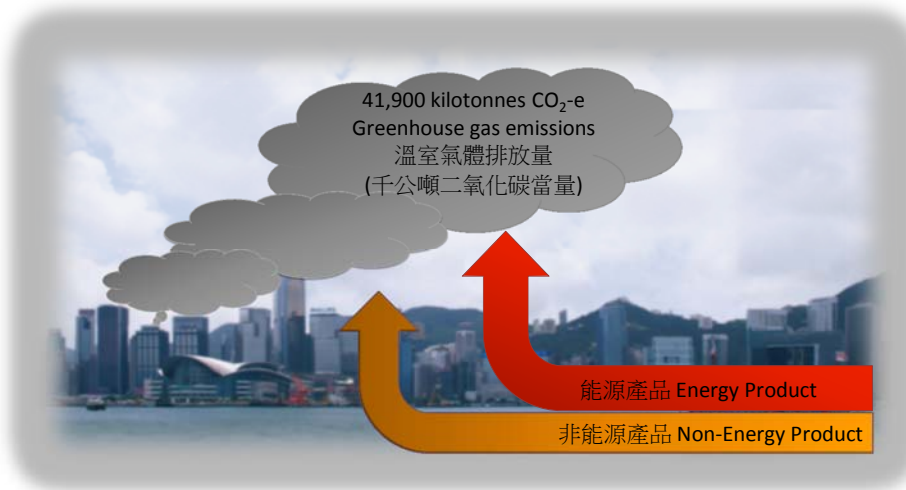 41,900 kilotonnes CO₂-e
Greenhouse gas emissions
溫室氣體排放量
(千公噸二氧化碳當量)
能源產品 Energy Product
非能源產品 Non-Energy Product